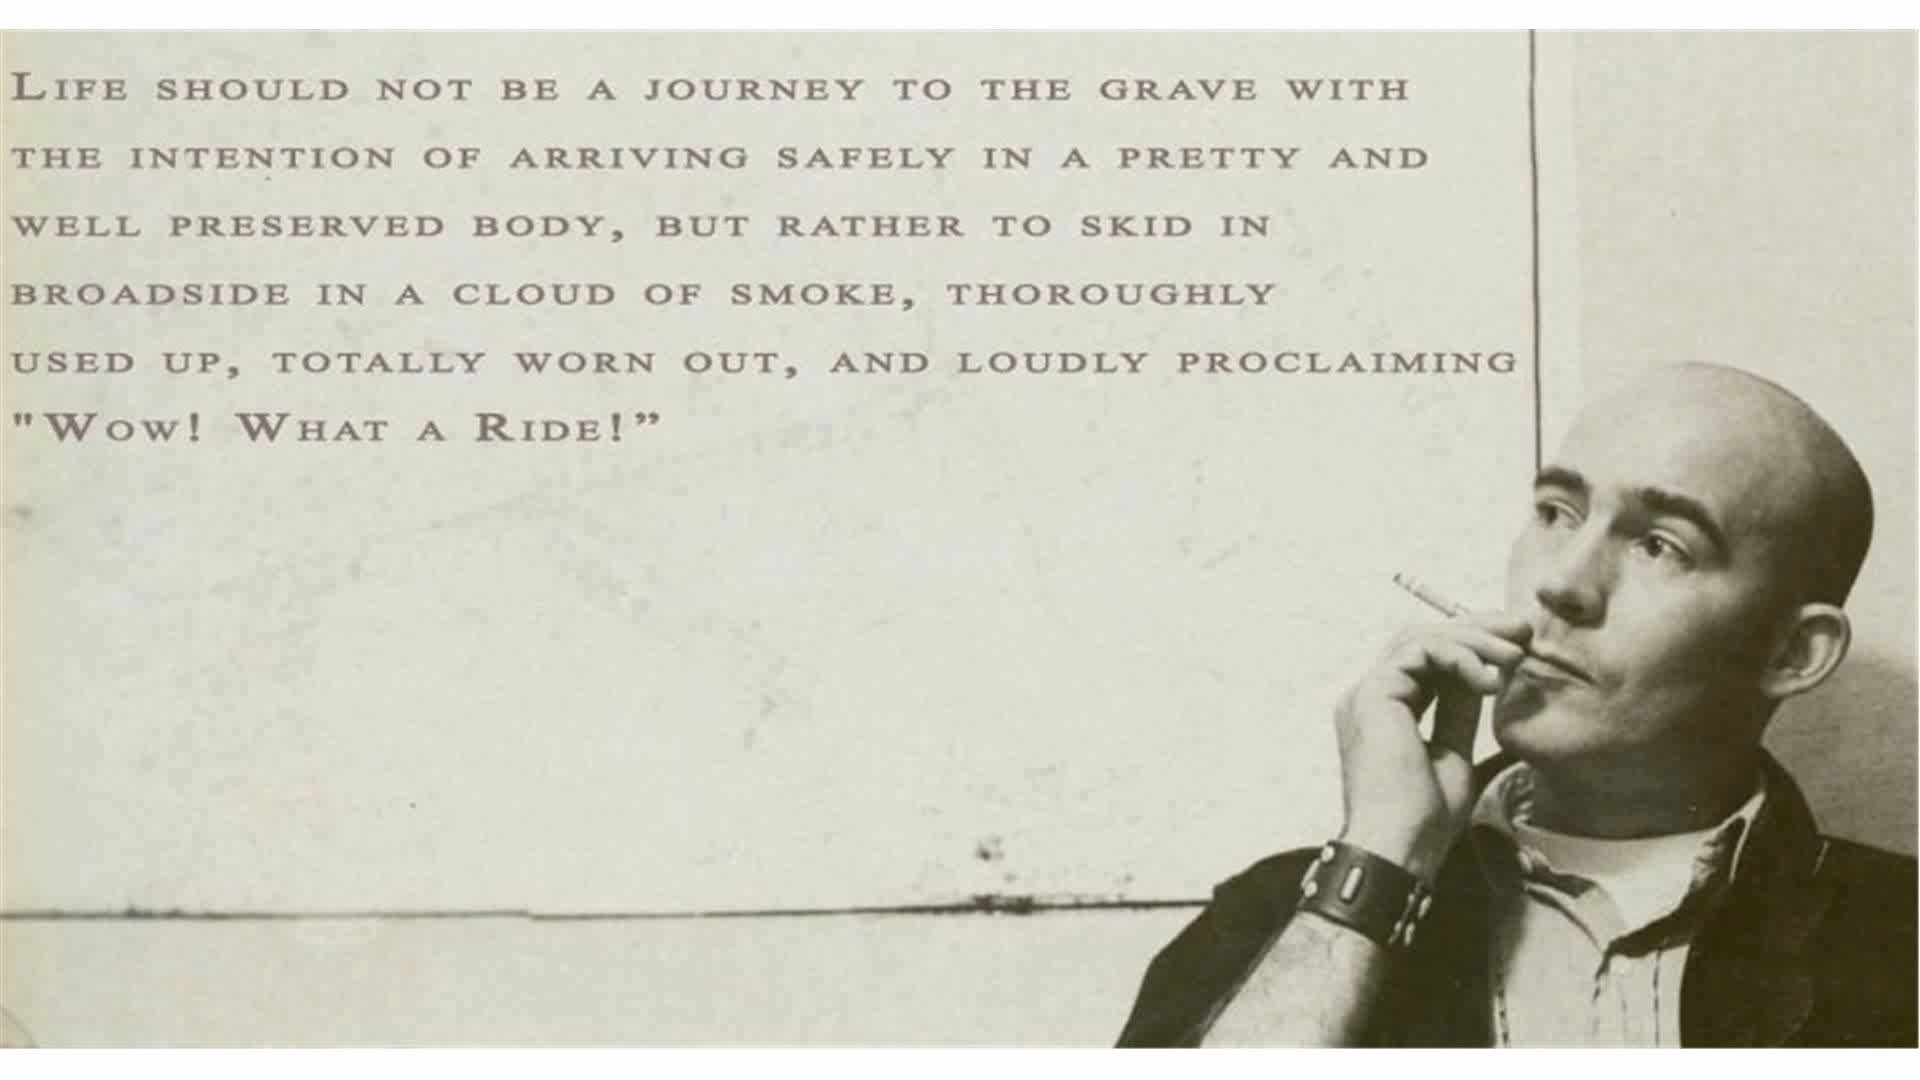 Life should not be a journey to the grave with
the intention of arriving safely in a pretty and
well preserved body, but rather to skid in
broadside in a cloud of smoke, thoroughly
used up, totally worn out, and loudly proclaiming
"Wow! What a Ride!”